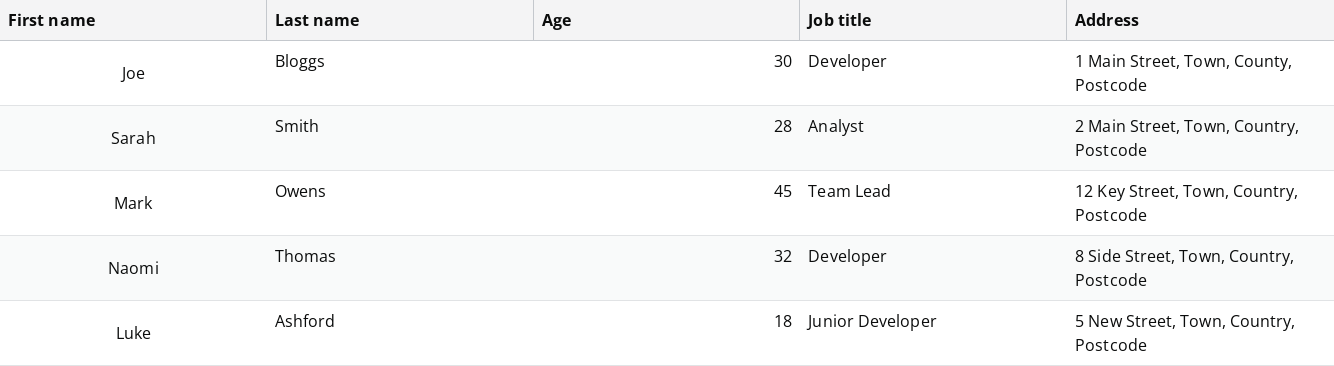 First name Last name Age Job title Address
Joe Bloggs 30 Developer 1 Main Street, Town, County,
Postcode
Sarah Smith 28 Analyst 2 Main Street, Town, Country,
Postcode
Mark Owens 45 Team Lead 12 Key Street, Town, Country,
Postcode
Naomi Thomas 32 Developer 8 Side Street, Town, Country,
Postcode
Luke Ashford 18 Junior Developer 5 New Street, Town, Country,
Postcode